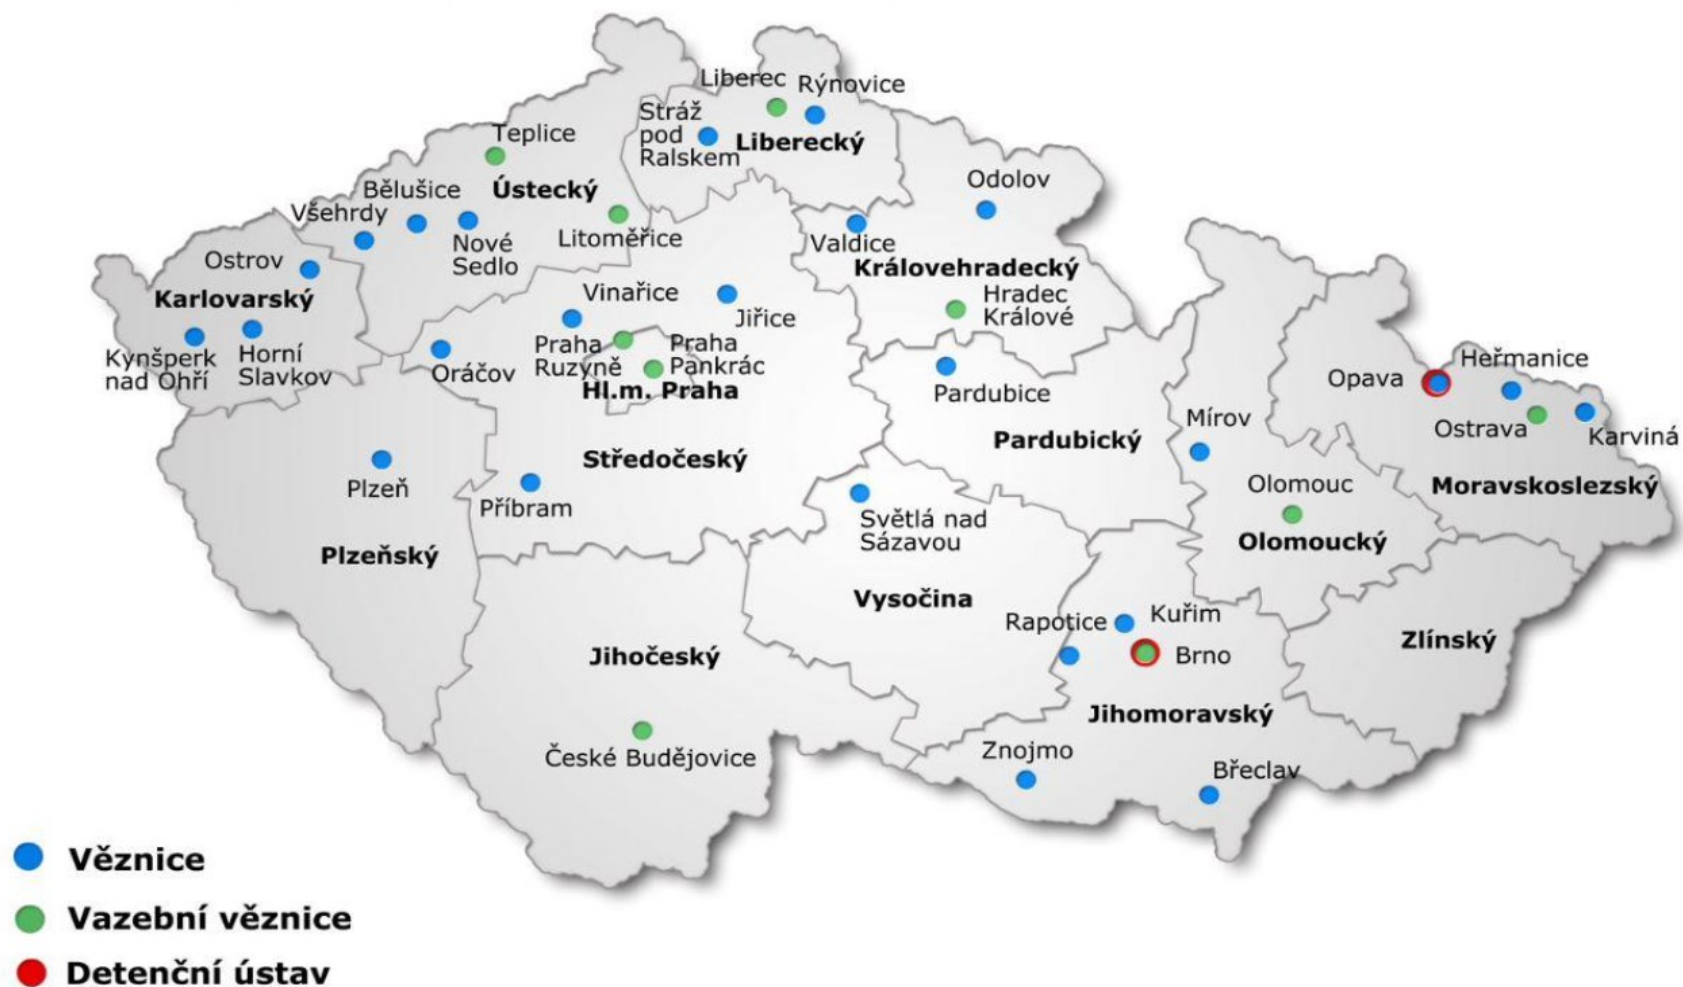 Liberec
Rýnovice
Stráž
pod
Ralskem
Liberecký
Teplice
Ústecký
Bělušice
Všehrdy
Nové
Sedlo
Litoměřice
Odolov
Valdice
Královehradecký
Hradec
Králové
Ostrov
Karlovarský
Kynšperk
nad Ohří
Horní
Slavkov
Vinařice
Jiřice
Oráčov
Praha
Ruzyně
Praha
Pankrác
Hl.m. Praha
Středočeský
Příbram
Plzeň
Plzeňský
Pardubice
Pardubický
Mírov
Opava
Heřmanice
Ostrava
Karviná
Moravskoslezský
Olomouc
Olomoucký
Světlá nad
Sázavou
Vysočina
Rapotice
Kuřim
Brno
Jihomoravský
Zlínský
Jihočeský
České Budějovice
Znojmo
Břeclav
Věznice
Vazební věznice
Detenční ústav